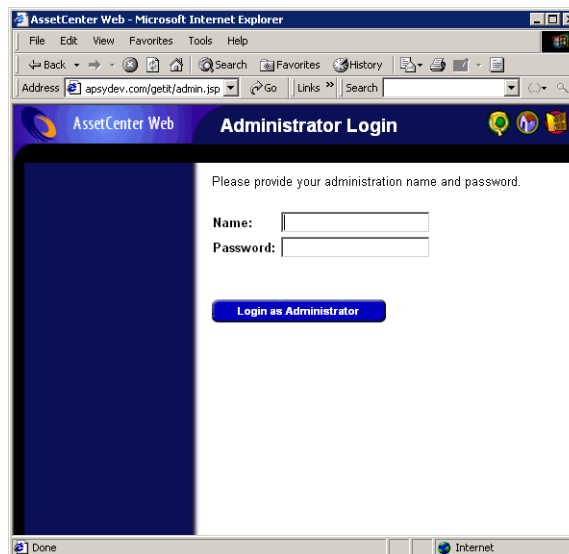 AssetCenter Web - Microsoft Internet Explorer
File Edit View Favorites Tools Help
Back Search Favorites History
Address apsydev.com/getit/admin.jsp Go Links » Search
AssetCenter Web Administrator Login
Please provide your administration name and password.
Name:
Password:
Login as Administrator
Done Internet